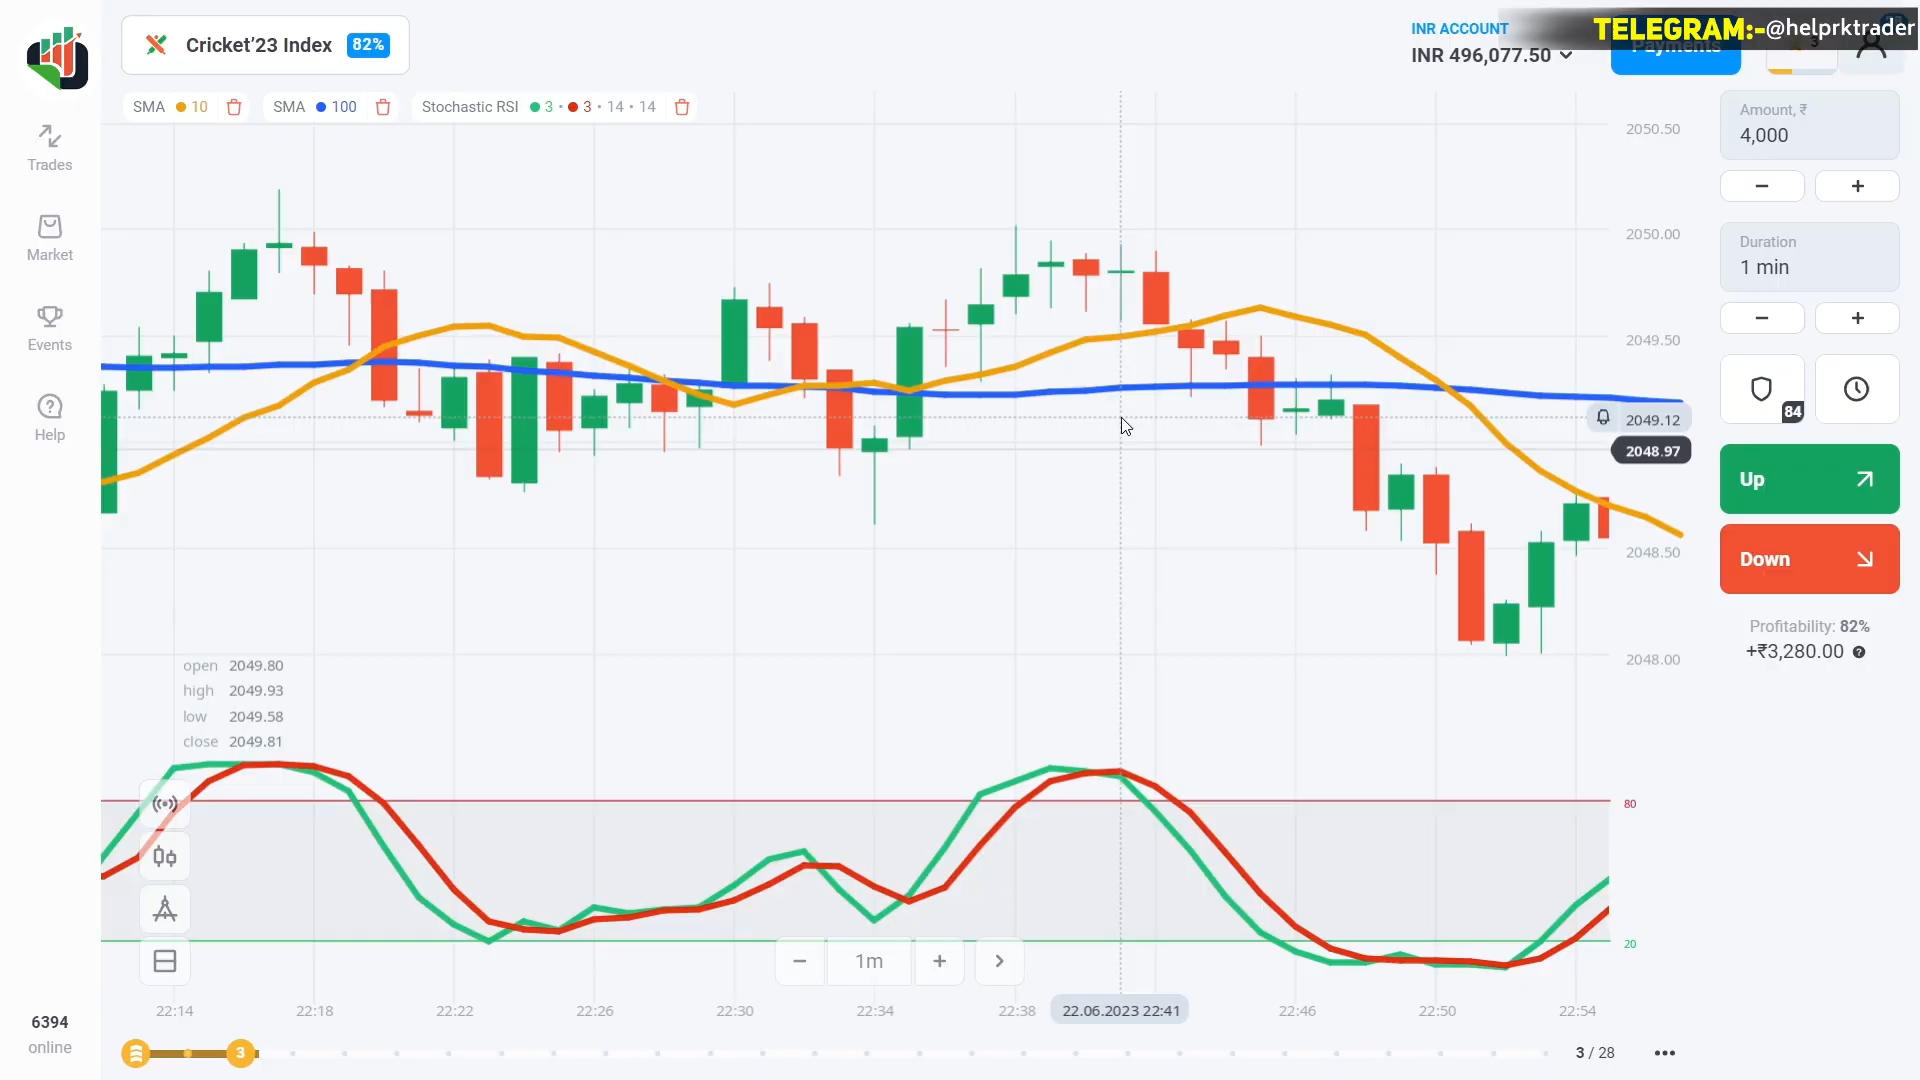 Cricket'23 Index 82%
INR ACCOUNT
INR 496,077.50
TELEGRAM:-@helprktrader
Payments
3
SMA 10
SMA 100
Stochastic RSI 3 • 3 • 14 • 14
Trades
Market
Events
Help
6394
online
2050.50
2050.00
2049.50
2049.12
2048.97
2048.50
2048.00
open 2049.80
high 2049.93
low 2049.58
close 2049.81
80
20
− 1m + >
22:14
22:18
22:22
22:26
22:30
22:34
22:38
22.06.2023 22:41
22:46
22:50
22:54
3
3 / 28
Amount, ₹
4,000
− +
Duration
1 min
− +
84
Up
Down
Profitability: 82%
+₹3,280.00 ?